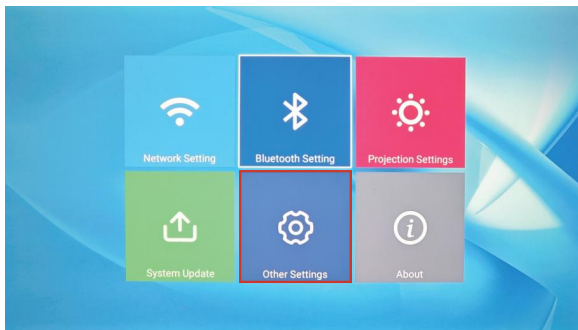 Network Setting
Bluetooth Setting
Projection Settings
System Update
Other Settings
About